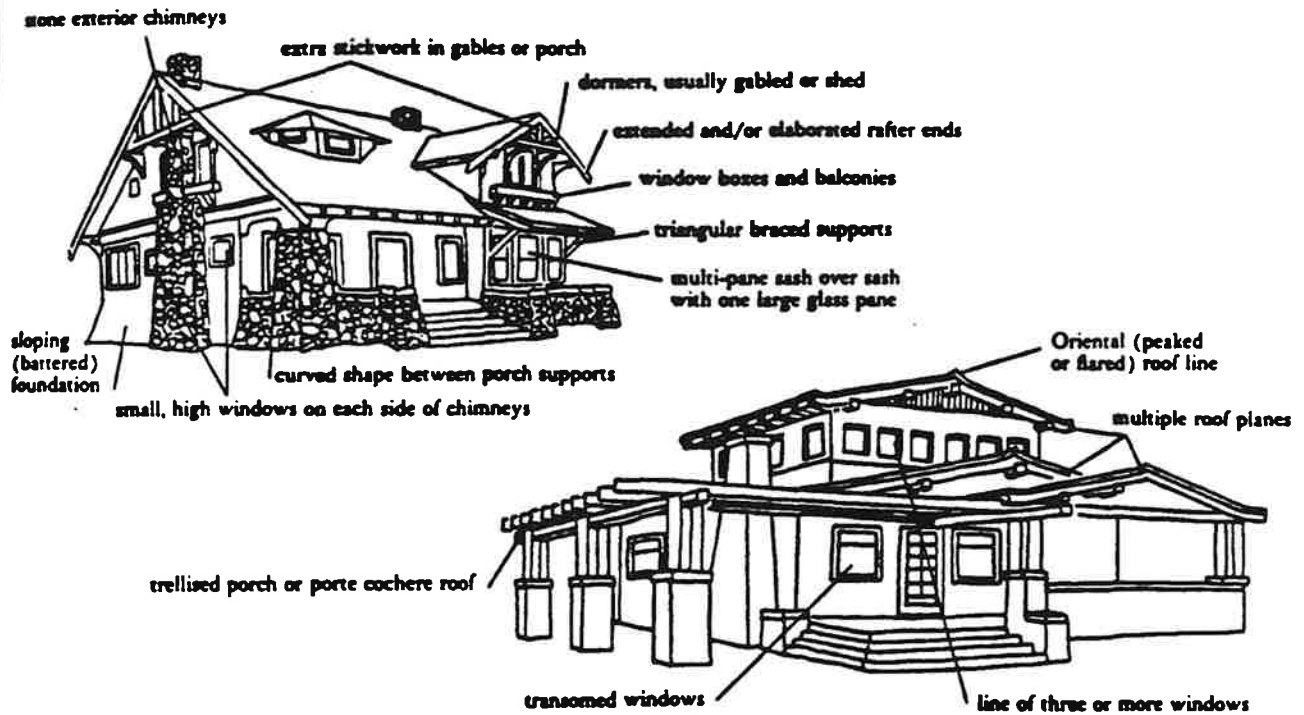 stone exterior chimneys
extra stickwork in gables or porch
dormers, usually gabled or shed
extended and/or elaborated rafter ends
window boxes and balconies
triangular braced supports
multi-pane sash over sash
with one large glass pane
sloping
(battered)
foundation
curved shape between porch supports
small, high windows on each side of chimneys
Oriental (peaked
or flared) roof line
multiple roof planes
trellised porch or porte cochere roof
transomed windows
line of three or more windows